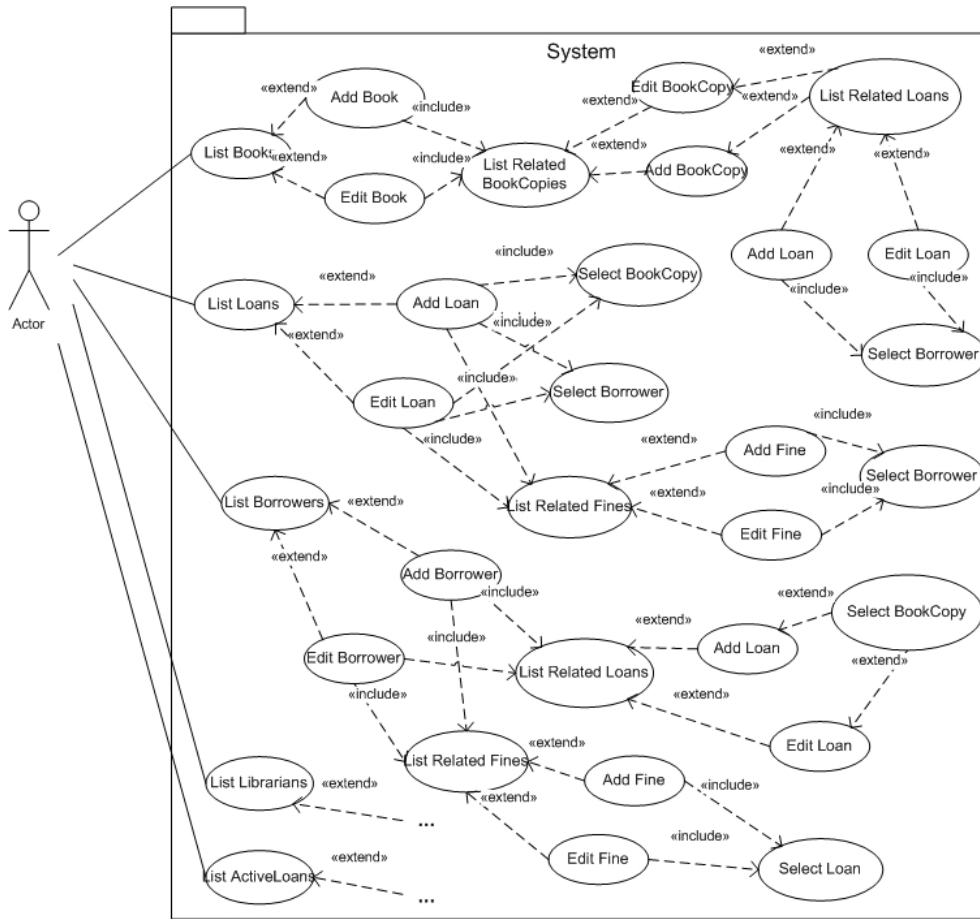 System
«extend»
Edit BookCopy
List Related Loans
«extend»
Add Book
«include»
«extend»
«extend»
List Books
«extend»
«include»
List Related
BookCopies
Add BookCopy
«extend»
«extend»
«extend»
Edit Book
Add Loan
Edit Loan
«include»
Select BookCopy
«include»
«include»
Actor
List Loans
«extend»
Add Loan
«extend»
«include»
Select Borrower
«include»
Edit Loan
Select Borrower
«include»
«extend»
Add Fine
«include»
Select Borrower
List Borrowers
«extend»
List Related Fines
«extend»
«include»
Edit Fine
«extend»
Add Borrower
«include»
«extend»
«extend»
Select BookCopy
«include»
Add Loan
Edit Borrower
List Related Loans
«extend»
«include»
«extend»
Edit Loan
List Related Fines
«extend»
List Librarians
«extend»
Add Fine
«extend»
...
«include»
Edit Fine
List ActiveLoans
«extend»
Select Loan
...